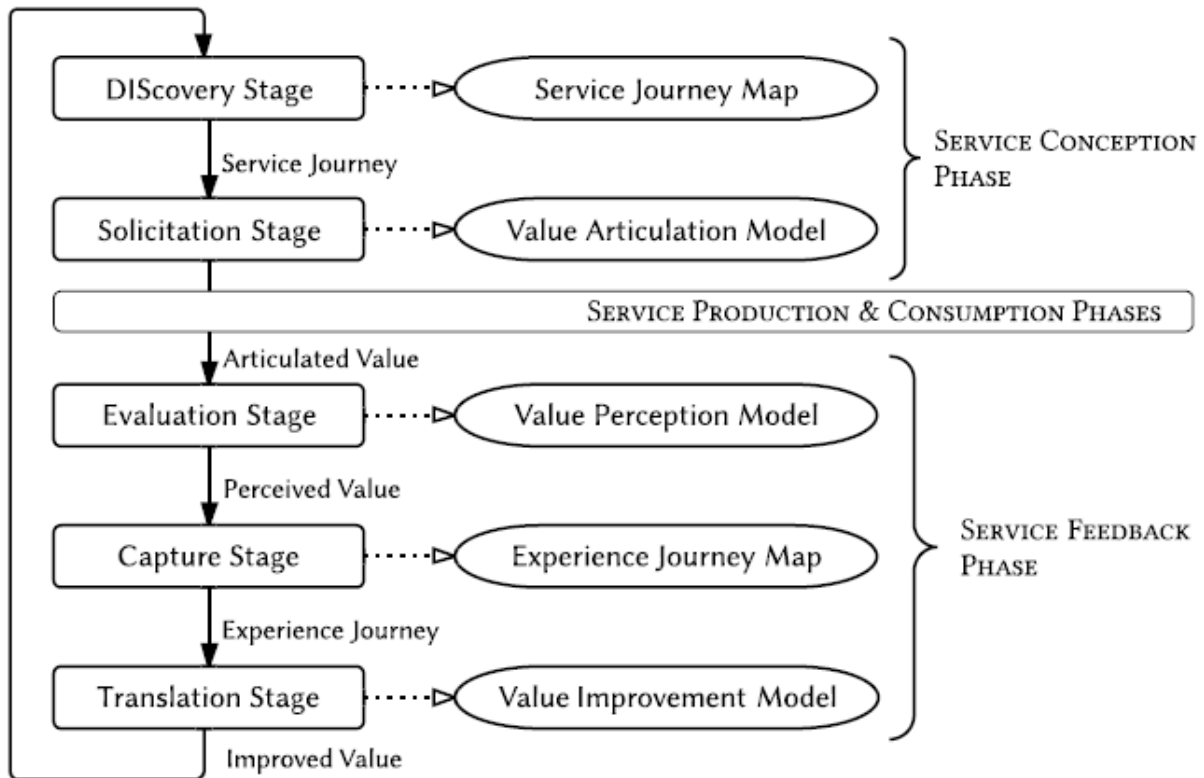 DIScovery Stage
Service Journey Map
Service Journey
SERVICE CONCEPTION
PHASE
Solicitation Stage
Value Articulation Model
SERVICE PRODUCTION & CONSUMPTION PHASES
Articulated Value
Evaluation Stage
Value Perception Model
Perceived Value
Capture Stage
Experience Journey Map
SERVICE FEEDBACK
PHASE
Experience Journey
Translation Stage
Value Improvement Model
Improved Value